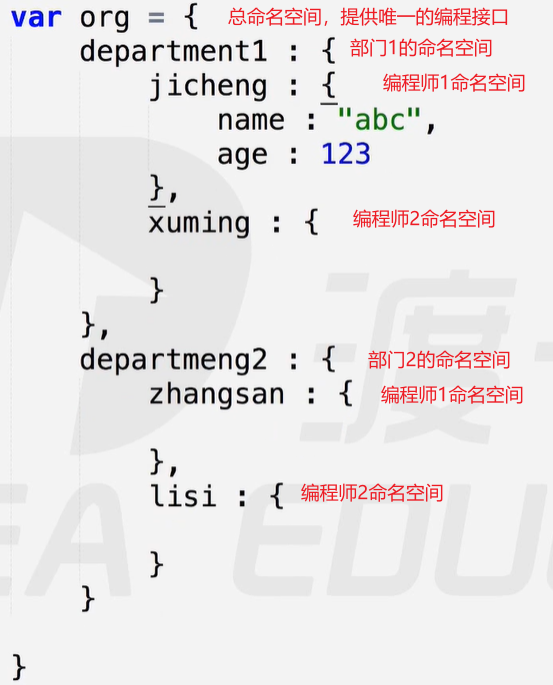 var org = { 总命名空间，提供唯一的编程接口
department1 : { 部门1的命名空间
jicheng : { 编程师1命名空间
name : "abc",
age : 123
},
xuming : { 编程师2命名空间
}
},
departmeng2 : { 部门2的命名空间
zhangsan : { 编程师1命名空间
},
lisi : { 编程师2命名空间
}
}
}
渡
EA EDU